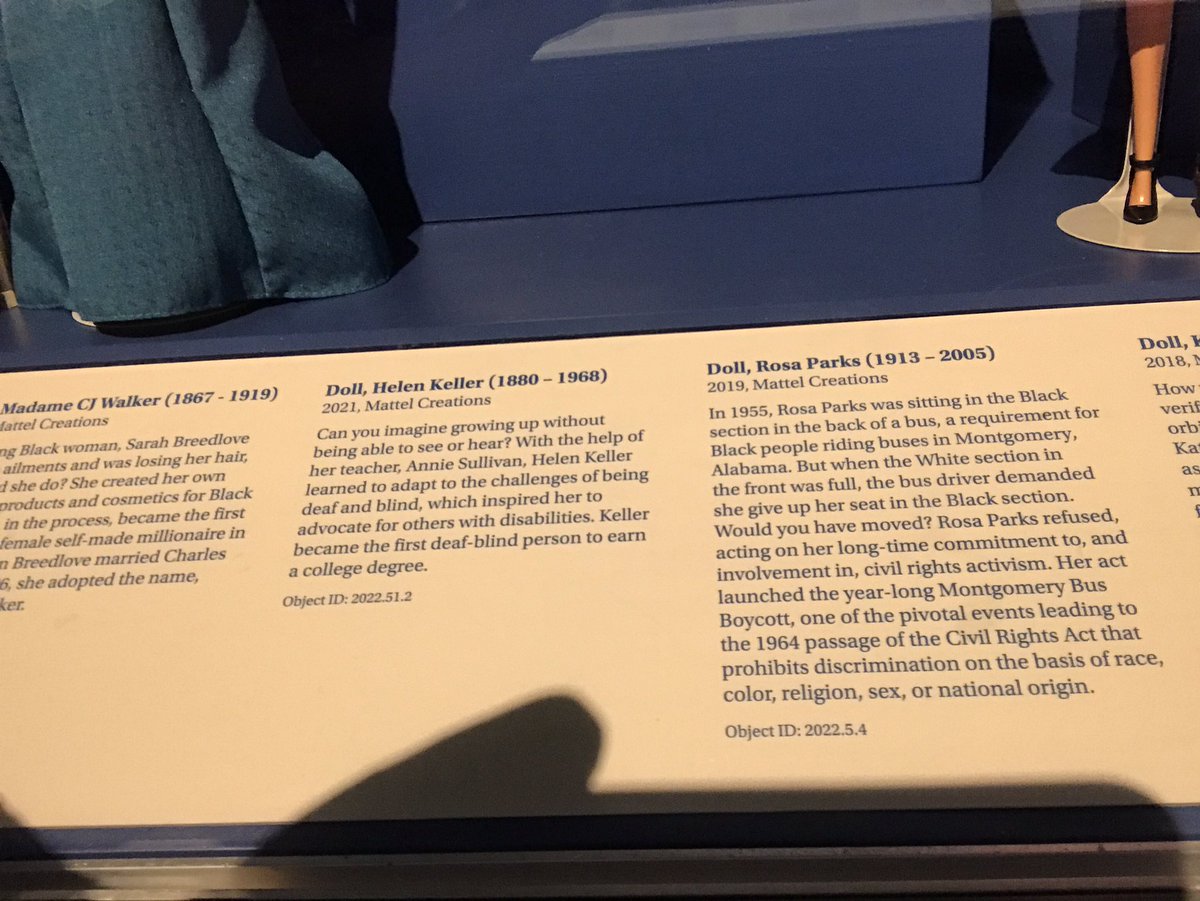 Madame CJ Walker (1867 - 1919)
Mattel Creations
ng Black woman, Sarah Breedlove
ailments and was losing her hair,
d she do? She created her own
products and cosmetics for Black
in the process, became the first
female self-made millionaire in
n Breedlove married Charles
6, she adopted the name,
ker.
Doll, Helen Keller (1880 – 1968)
2021, Mattel Creations
Can you imagine growing up without
being able to see or hear? With the help of
her teacher, Annie Sullivan, Helen Keller
learned to adapt to the challenges of being
deaf and blind, which inspired her to
advocate for others with disabilities. Keller
became the first deaf-blind person to earn
a college degree.
Object ID: 2022.51.2
Doll, Rosa Parks (1913 – 2005)
2019, Mattel Creations
In 1955, Rosa Parks was sitting in the Black
section in the back of a bus, a requirement for
Black people riding buses in Montgomery,
Alabama. But when the White section in
the front was full, the bus driver demanded
she give up her seat in the Black section.
Would you have moved? Rosa Parks refused,
acting on her long-time commitment to, and
involvement in, civil rights activism. Her act
launched the year-long Montgomery Bus
Boycott, one of the pivotal events leading to
the 1964 passage of the Civil Rights Act that
prohibits discrimination on the basis of race,
color, religion, sex, or national origin.
Object ID: 2022.5.4
Doll,
2018,
How
verif
orbi
Ka
as